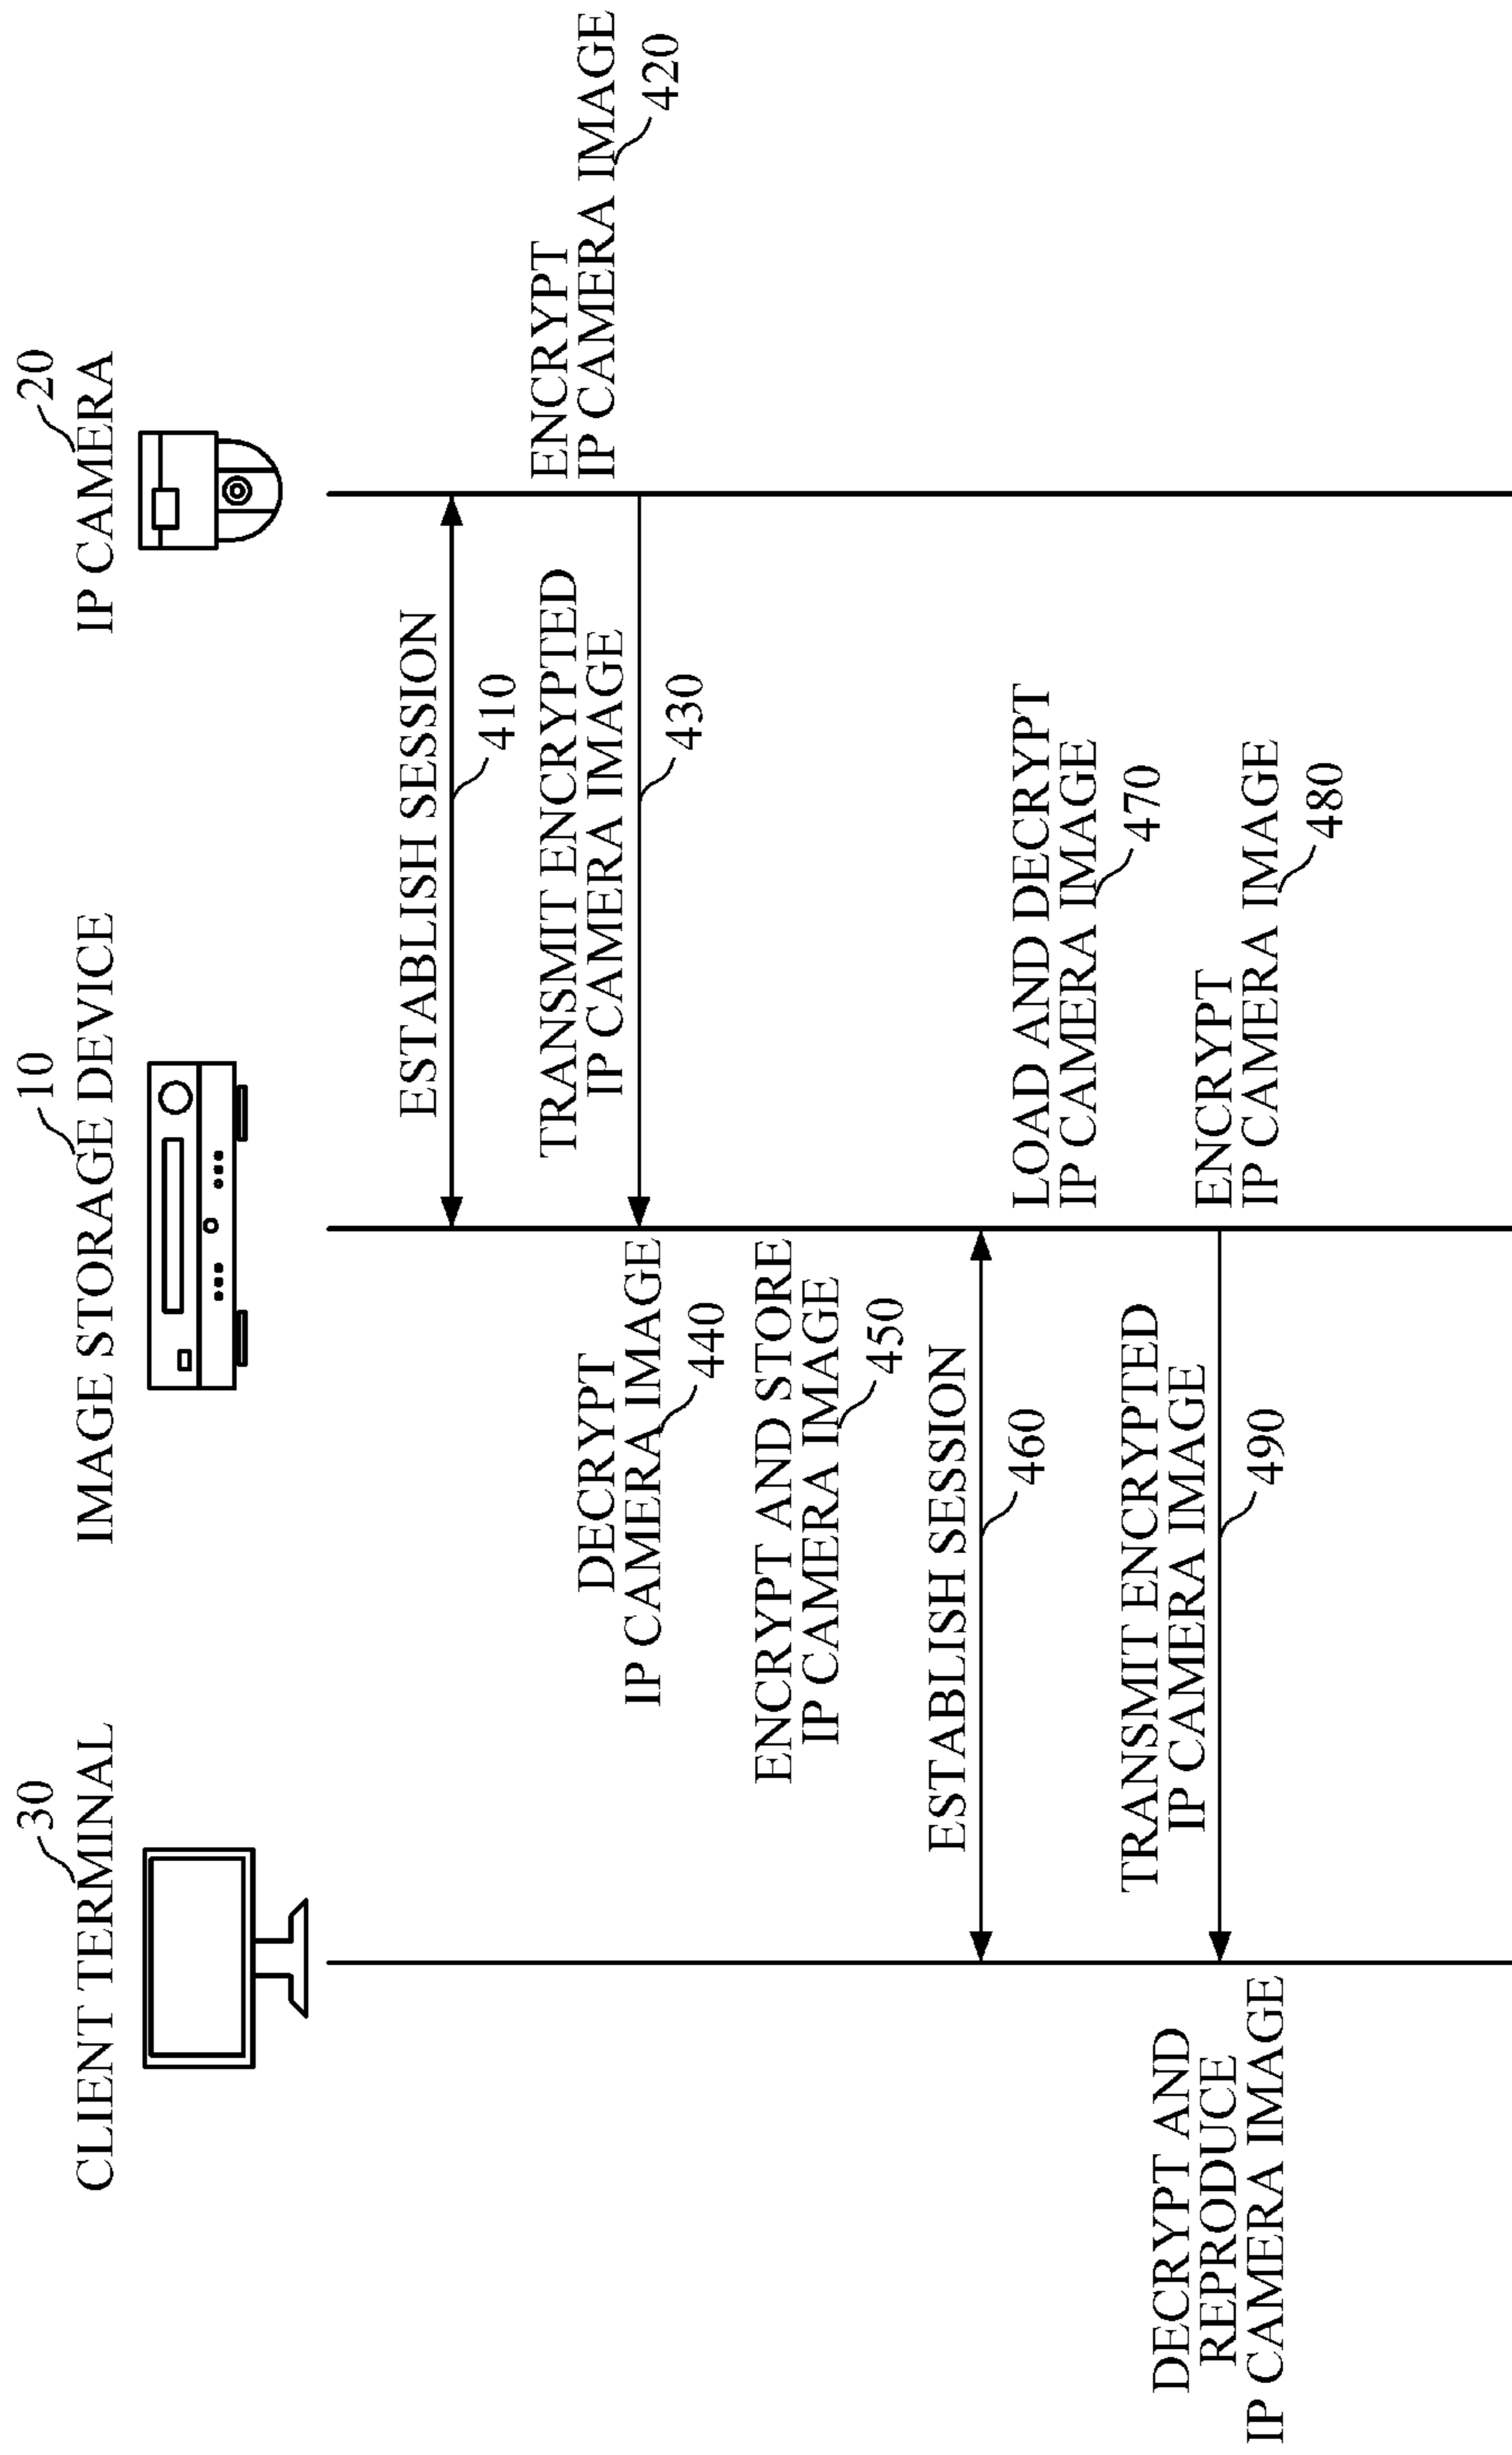 30
CLIENT TERMINAL
10
IMAGE STORAGE DEVICE
20
IP CAMERA
ESTABLISH SESSION
410
ENCRYPT
IP CAMERA IMAGE
420
TRANSMIT ENCRYPTED
IP CAMERA IMAGE
430
DECRYPT
IP CAMERA IMAGE
440
ENCRYPT AND STORE
IP CAMERA IMAGE
450
ESTABLISH SESSION
460
LOAD AND DECRYPT
IP CAMERA IMAGE
470
ENCRYPT
IP CAMERA IMAGE
480
TRANSMIT ENCRYPTED
IP CAMERA IMAGE
490
DECRYPT AND
REPRODUCE
IP CAMERA IMAGE